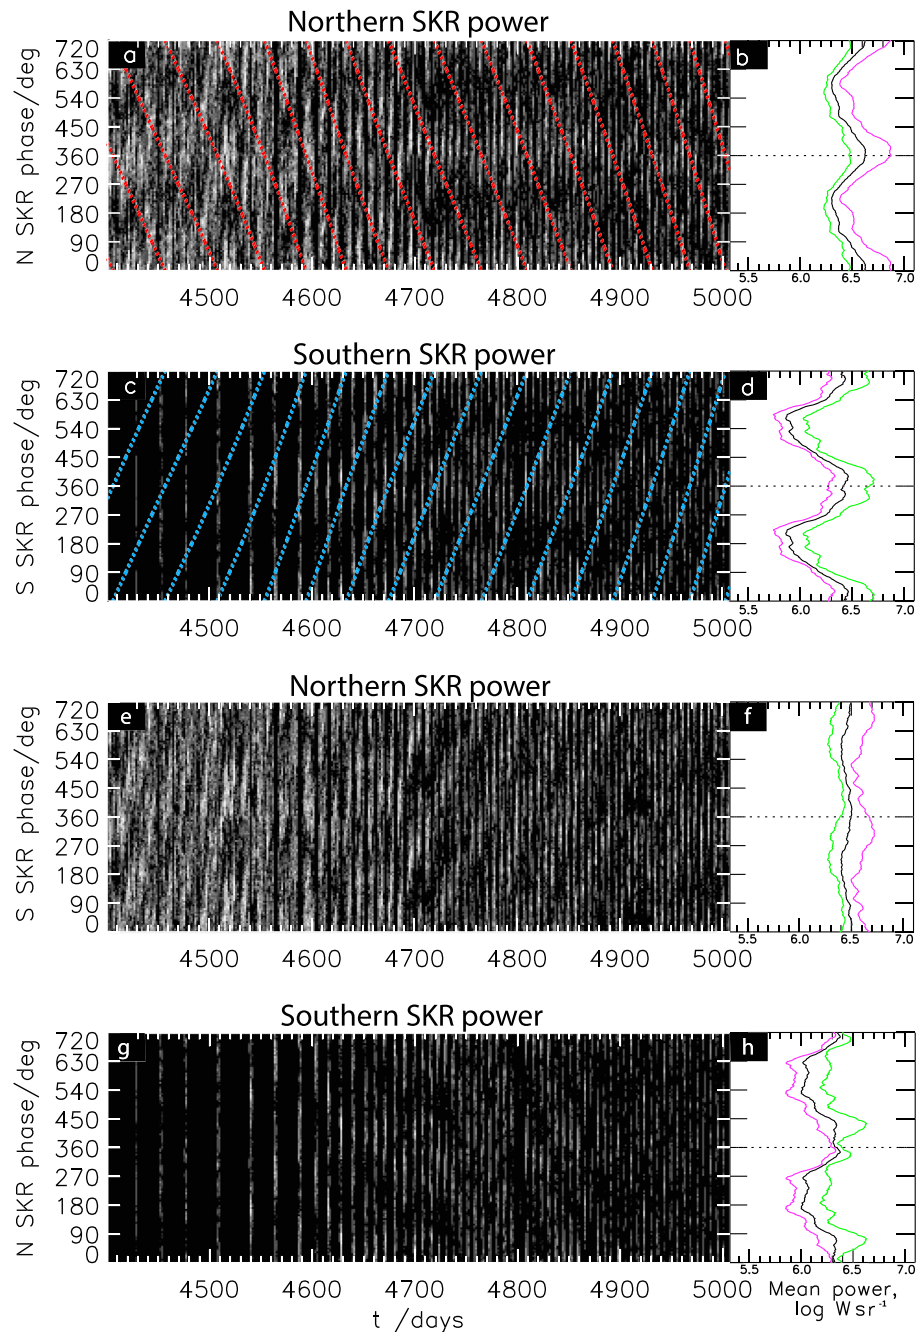 Northern SKR power
a
b
N SKR phase/deg
720
630
540
450
360
270
180
90
0
4500 4600 4700 4800 4900 5000
5.5 6.0 6.5 7.0
Southern SKR power
c
d
S SKR phase/deg
720
630
540
450
360
270
180
90
0
4500 4600 4700 4800 4900 5000
5.5 6.0 6.5 7.0
Northern SKR power
e
f
S SKR phase/deg
720
630
540
450
360
270
180
90
0
4500 4600 4700 4800 4900 5000
5.5 6.0 6.5 7.0
Southern SKR power
g
h
N SKR phase/deg
720
630
540
450
360
270
180
90
0
4500 4600 4700 4800 4900 5000
t /days
5.5 6.0 6.5 7.0
Mean power,
log Wsr⁻¹